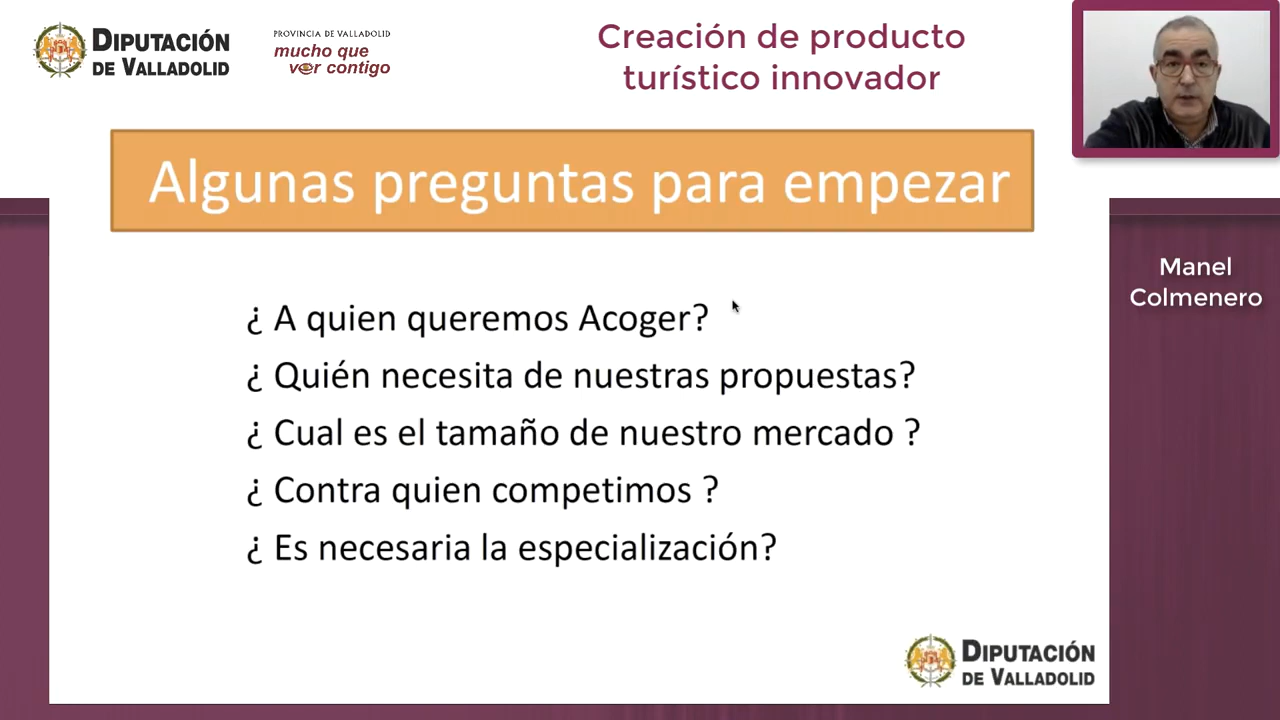 DIPUTACIÓN
DE VALLADOLID
PROVINCIA DE VALLADOLID
mucho que
ver contigo
Creación de producto
turístico innovador
Algunas preguntas para empezar
¿ A quien queremos Acoger?
¿ Quién necesita de nuestras propuestas?
¿ Cual es el tamaño de nuestro mercado ?
¿ Contra quien competimos ?
¿ Es necesaria la especialización?
Manel
Colmenero
DIPUTACIÓN
DE VALLADOLID